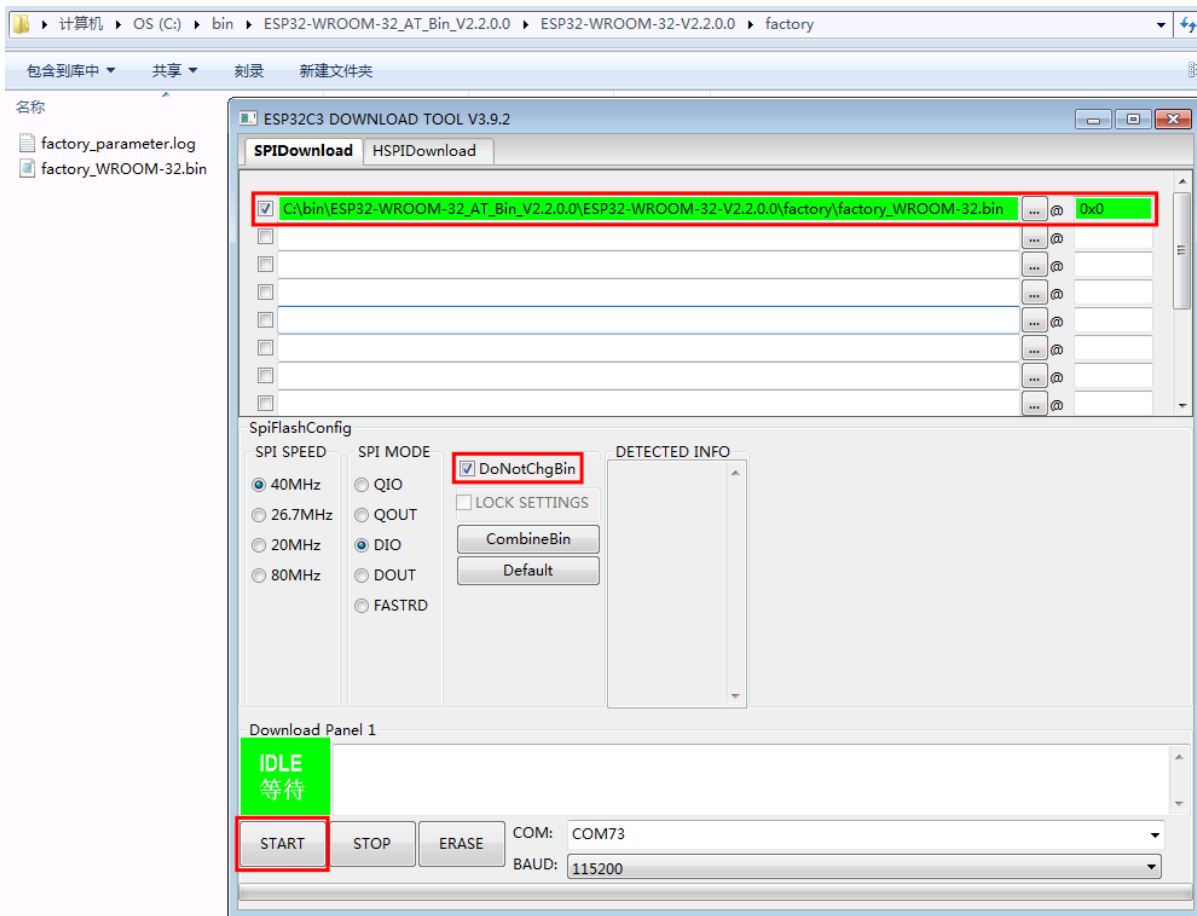 计算机 OS (C:) bin ESP32-WROOM-32_AT_Bin_V2.2.0.0 ESP32-WROOM-32-V2.2.0.0 factory
包含到库中 共享 刻录 新建文件夹
名称
factory_parameter.log
factory_WROOM-32.bin
ESP32C3 DOWNLOAD TOOL V3.9.2
SPIDownload HSPIDownload
C:\bin\ESP32-WROOM-32_AT_Bin_V2.2.0.0\ESP32-WROOM-32-V2.2.0.0\factory\factory_WROOM-32.bin ... @ 0x0
... @
... @
... @
... @
... @
... @
... @
SpiFlashConfig
SPI SPEED
40MHz
26.7MHz
20MHz
80MHz
SPI MODE
QIO
QOUT
DIO
DOUT
FASTRD
DoNotChgBin
LOCK SETTINGS
CombineBin
Default
DETECTED INFO
Download Panel 1
IDLE
等待
START STOP ERASE
COM: COM73
BAUD: 115200